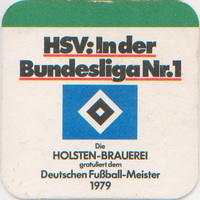 HSV: In der
Bundesliga Nr. 1
Die
HOLSTEN-BRAUEREI
gratuliert dem
Deutschen Fußball-Meister
1979